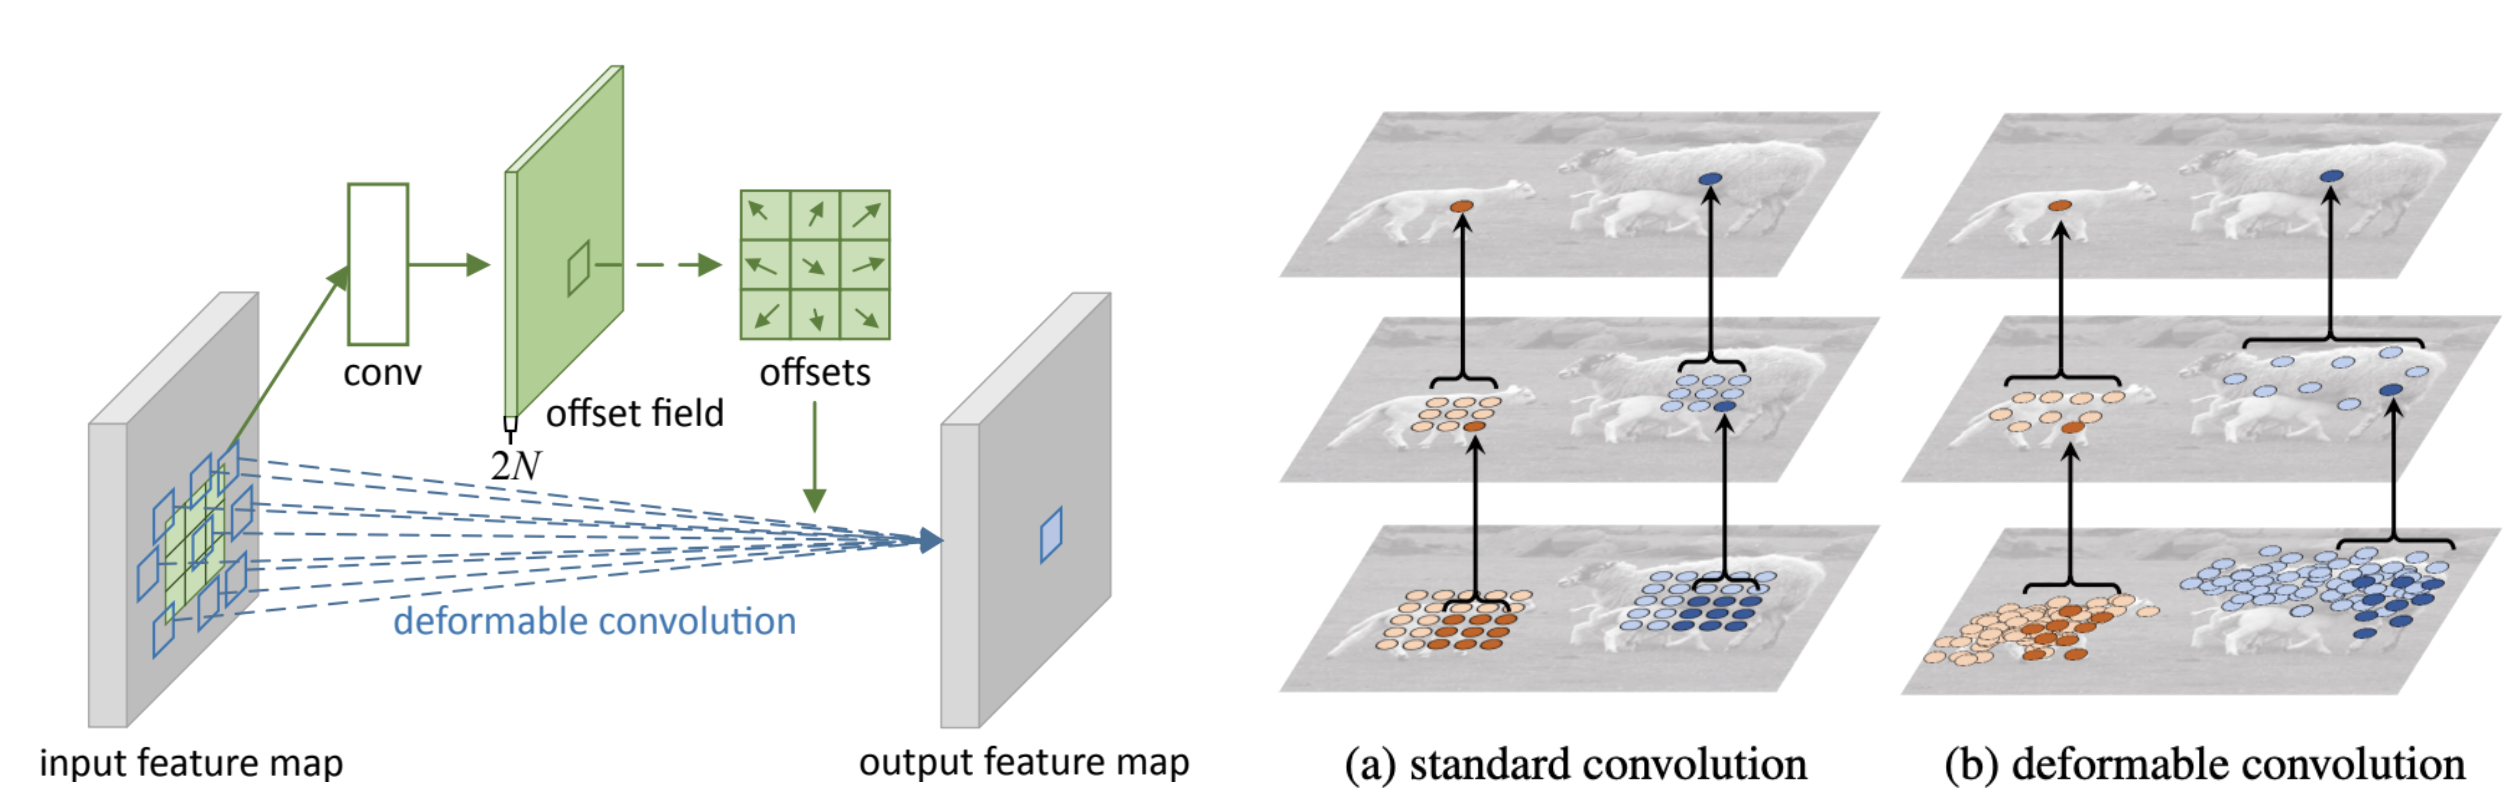 conv
offset field
offsets
2N
deformable convolution
input feature map
output feature map
(a) standard convolution
(b) deformable convolution